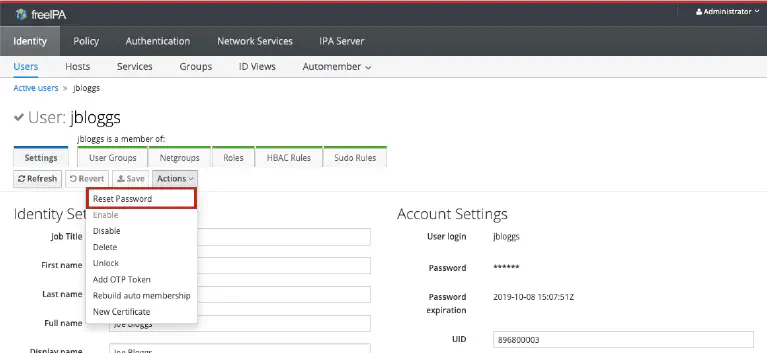 freeIPA
Administrator
Identity Policy Authentication Network Services IPA Server
Users Hosts Services Groups ID Views Automember
Active users » jbloggs
User: jbloggs
jbloggs is a member of:
Settings User Groups Netgroups Roles HBAC Rules Sudo Rules
Refresh Revert Save Actions
Reset Password
Enable
Disable
Delete
Unlock
Add OTP Token
Rebuild auto membership
New Certificate
Identity Se
Job Title
First name
Last name
Full name Joe Bloggs
Display name Joe Bloggs
Account Settings
User login jbloggs
Password ******
Password expiration 2019-10-08 15:07:51Z
UID 896800003